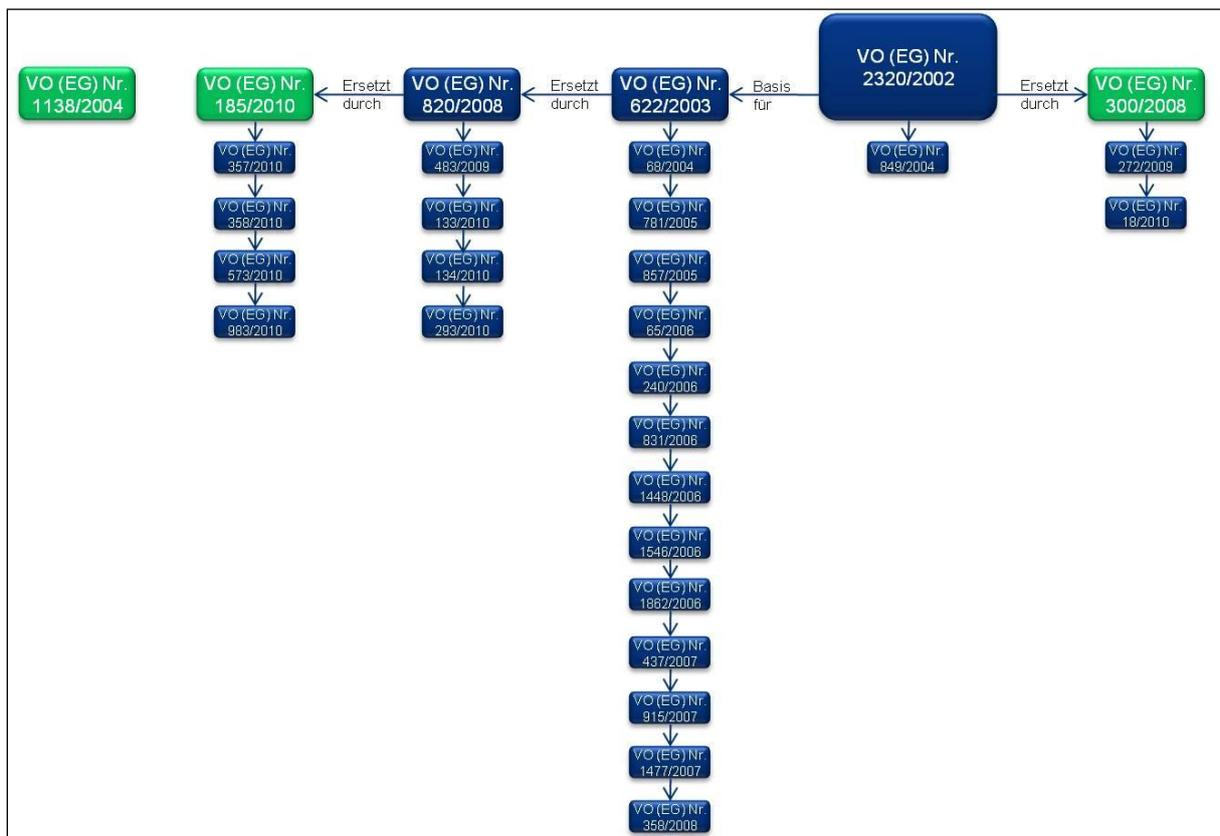 VO (EG) Nr.
1138/2004
VO (EG) Nr.
185/2010
Ersetzt
durch
VO (EG) Nr.
820/2008
Ersetzt
durch
VO (EG) Nr.
622/2003
Basis
für
VO (EG) Nr.
2320/2002
Ersetzt
durch
VO (EG) Nr.
300/2008
VO (EG) Nr.
357/2010
VO (EG) Nr.
358/2010
VO (EG) Nr.
573/2010
VO (EG) Nr.
983/2010
VO (EG) Nr.
483/2009
VO (EG) Nr.
133/2010
VO (EG) Nr.
134/2010
VO (EG) Nr.
293/2010
VO (EG) Nr.
68/2004
VO (EG) Nr.
781/2005
VO (EG) Nr.
857/2005
VO (EG) Nr.
65/2006
VO (EG) Nr.
240/2006
VO (EG) Nr.
831/2006
VO (EG) Nr.
1448/2006
VO (EG) Nr.
1546/2006
VO (EG) Nr.
1862/2006
VO (EG) Nr.
437/2007
VO (EG) Nr.
915/2007
VO (EG) Nr.
1477/2007
VO (EG) Nr.
358/2008
VO (EG) Nr.
849/2004
VO (EG) Nr.
272/2009
VO (EG) Nr.
18/2010